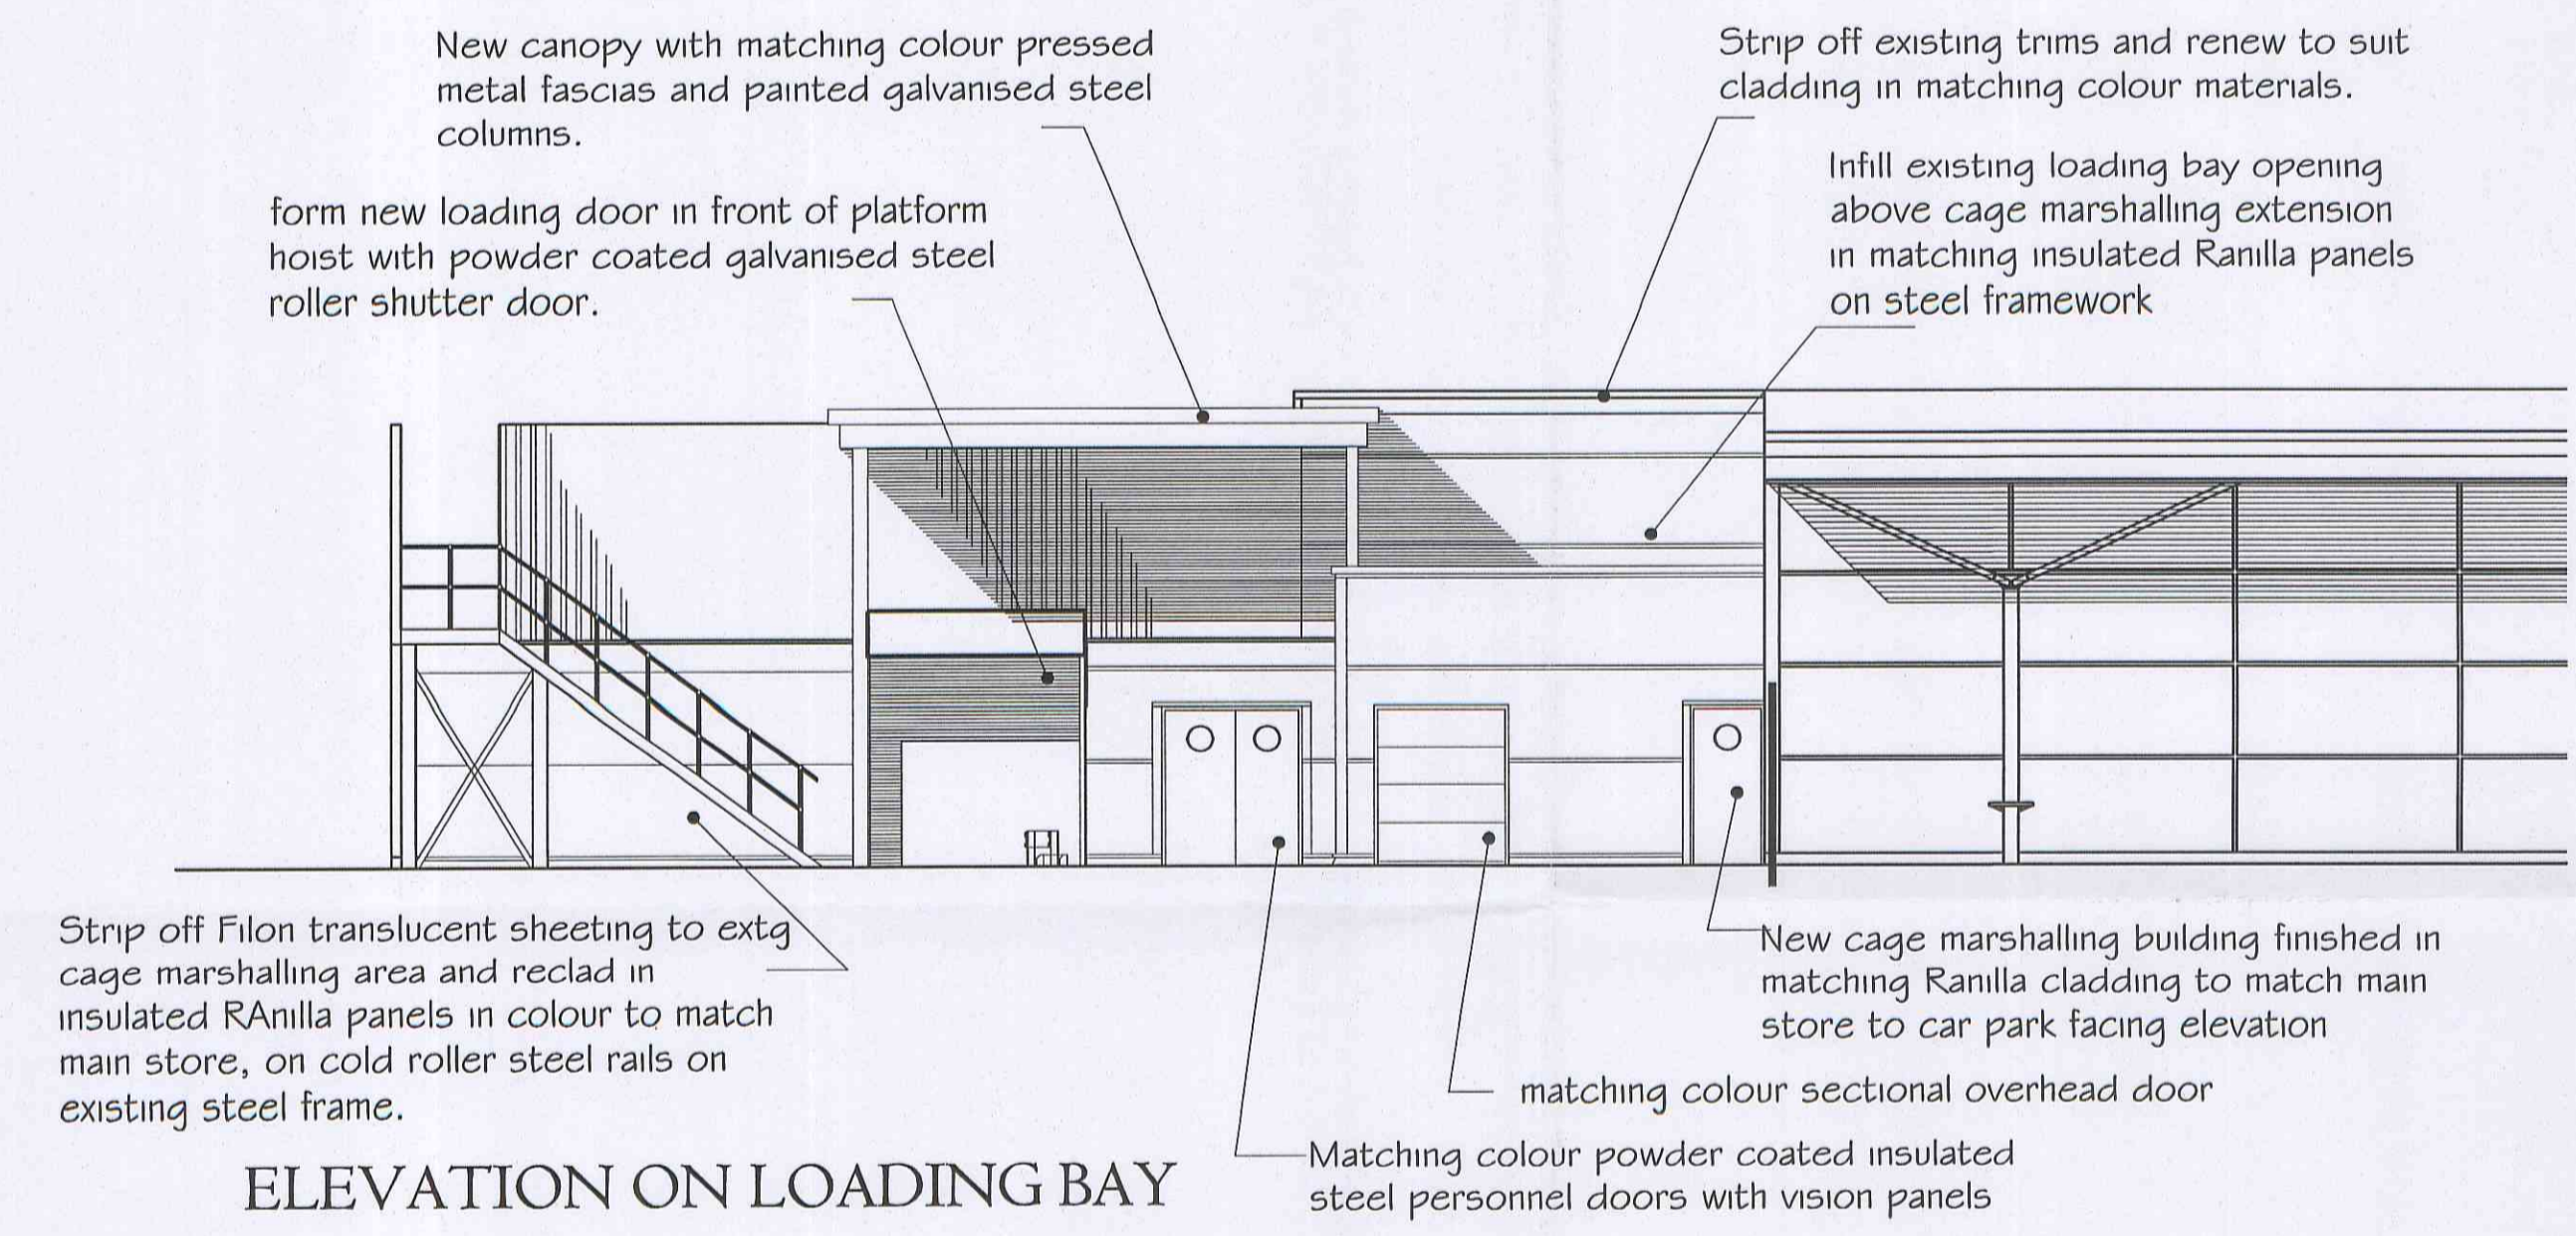 New canopy with matching colour pressed
metal fascias and painted galvanised steel
columns.
form new loading door in front of platform
hoist with powder coated galvanised steel
roller shutter door.
Strip off existing trims and renew to suit
cladding in matching colour materials.
Infill existing loading bay opening
above cage marshalling extension
in matching insulated Ranilla panels
on steel framework
Strip off Filon translucent sheeting to extg
cage marshalling area and reclad in
insulated RAnilla panels in colour to match
main store, on cold roller steel rails on
existing steel frame.
New cage marshalling building finished in
matching Ranilla cladding to match main
store to car park facing elevation
matching colour sectional overhead door
Matching colour powder coated insulated
steel personnel doors with vision panels
ELEVATION ON LOADING BAY